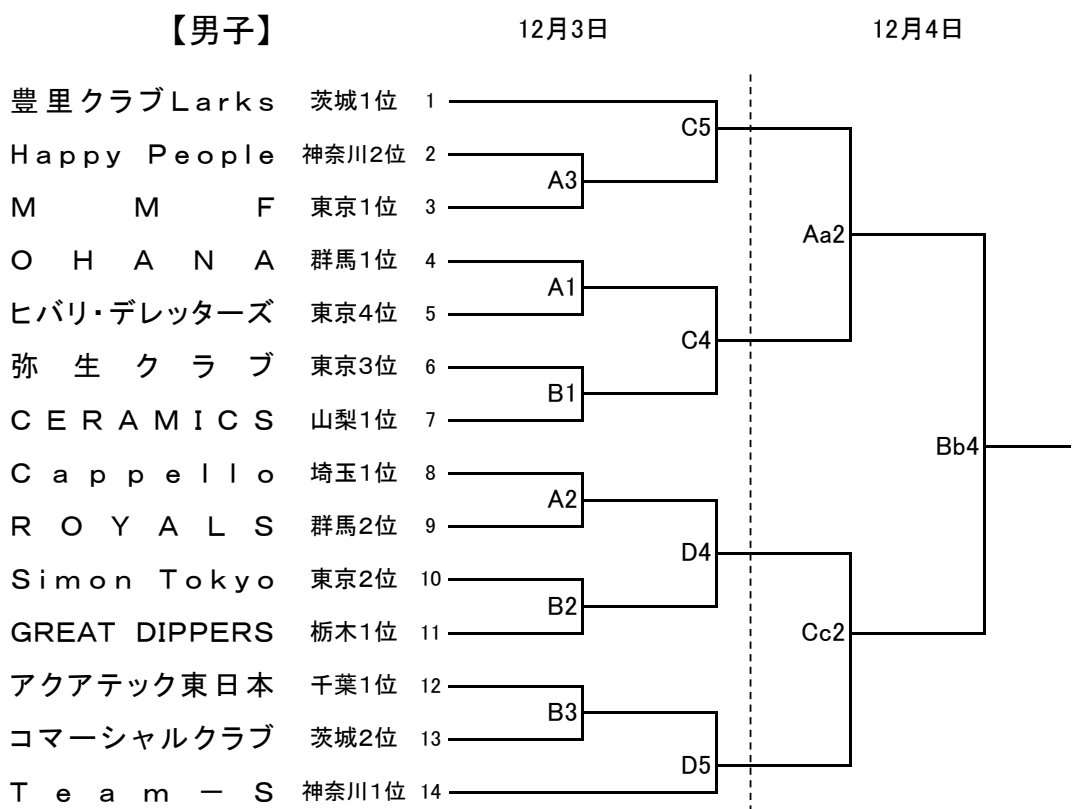 【男子】 12月3日 12月4日
豊里クラブLarks 茨城1位 1
C5
Happy People 神奈川2位 2
A3
MMF 東京1位 3
Aa2
OHANA 群馬1位 4
A1
ヒバリ・デレッターズ 東京4位 5
C4
弥生クラブ 東京3位 6
B1
CERAMICS 山梨1位 7
Bb4
Cappello 埼玉1位 8
A2
ROYALS 群馬2位 9
D4
Simon Tokyo 東京2位 10
B2
GREAT DIPPERS 栃木1位 11
Cc2
アクアテック東日本 千葉1位 12
B3
コマーシャルクラブ 茨城2位 13
D5
Team－S 神奈川1位 14